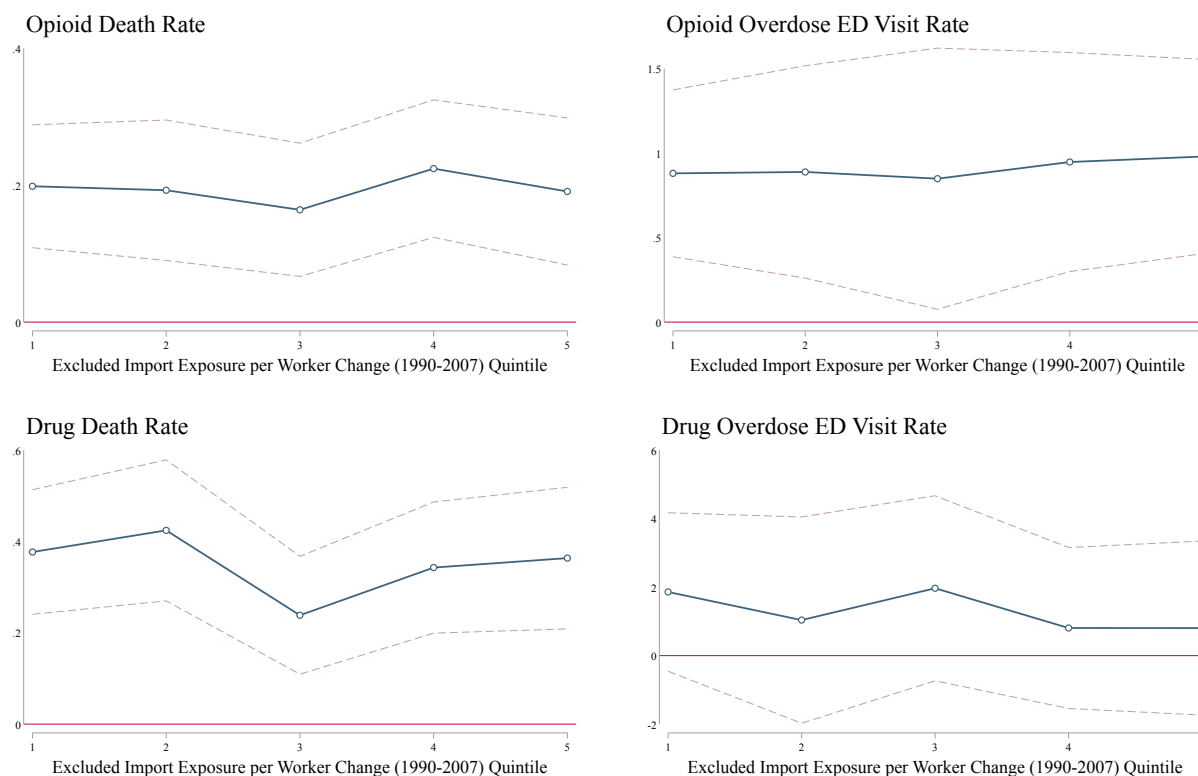 Opioid Death Rate
.4
.2
0
1 2 3 4 5
Excluded Import Exposure per Worker Change (1990-2007) Quintile
Opioid Overdose ED Visit Rate
1.5
1
.5
0
1 2 3 4
Excluded Import Exposure per Worker Change (1990-2007) Quintile
Drug Death Rate
.6
.4
.2
0
1 2 3 4 5
Excluded Import Exposure per Worker Change (1990-2007) Quintile
Drug Overdose ED Visit Rate
6
4
2
0
-2
1 2 3 4
Excluded Import Exposure per Worker Change (1990-2007) Quintile